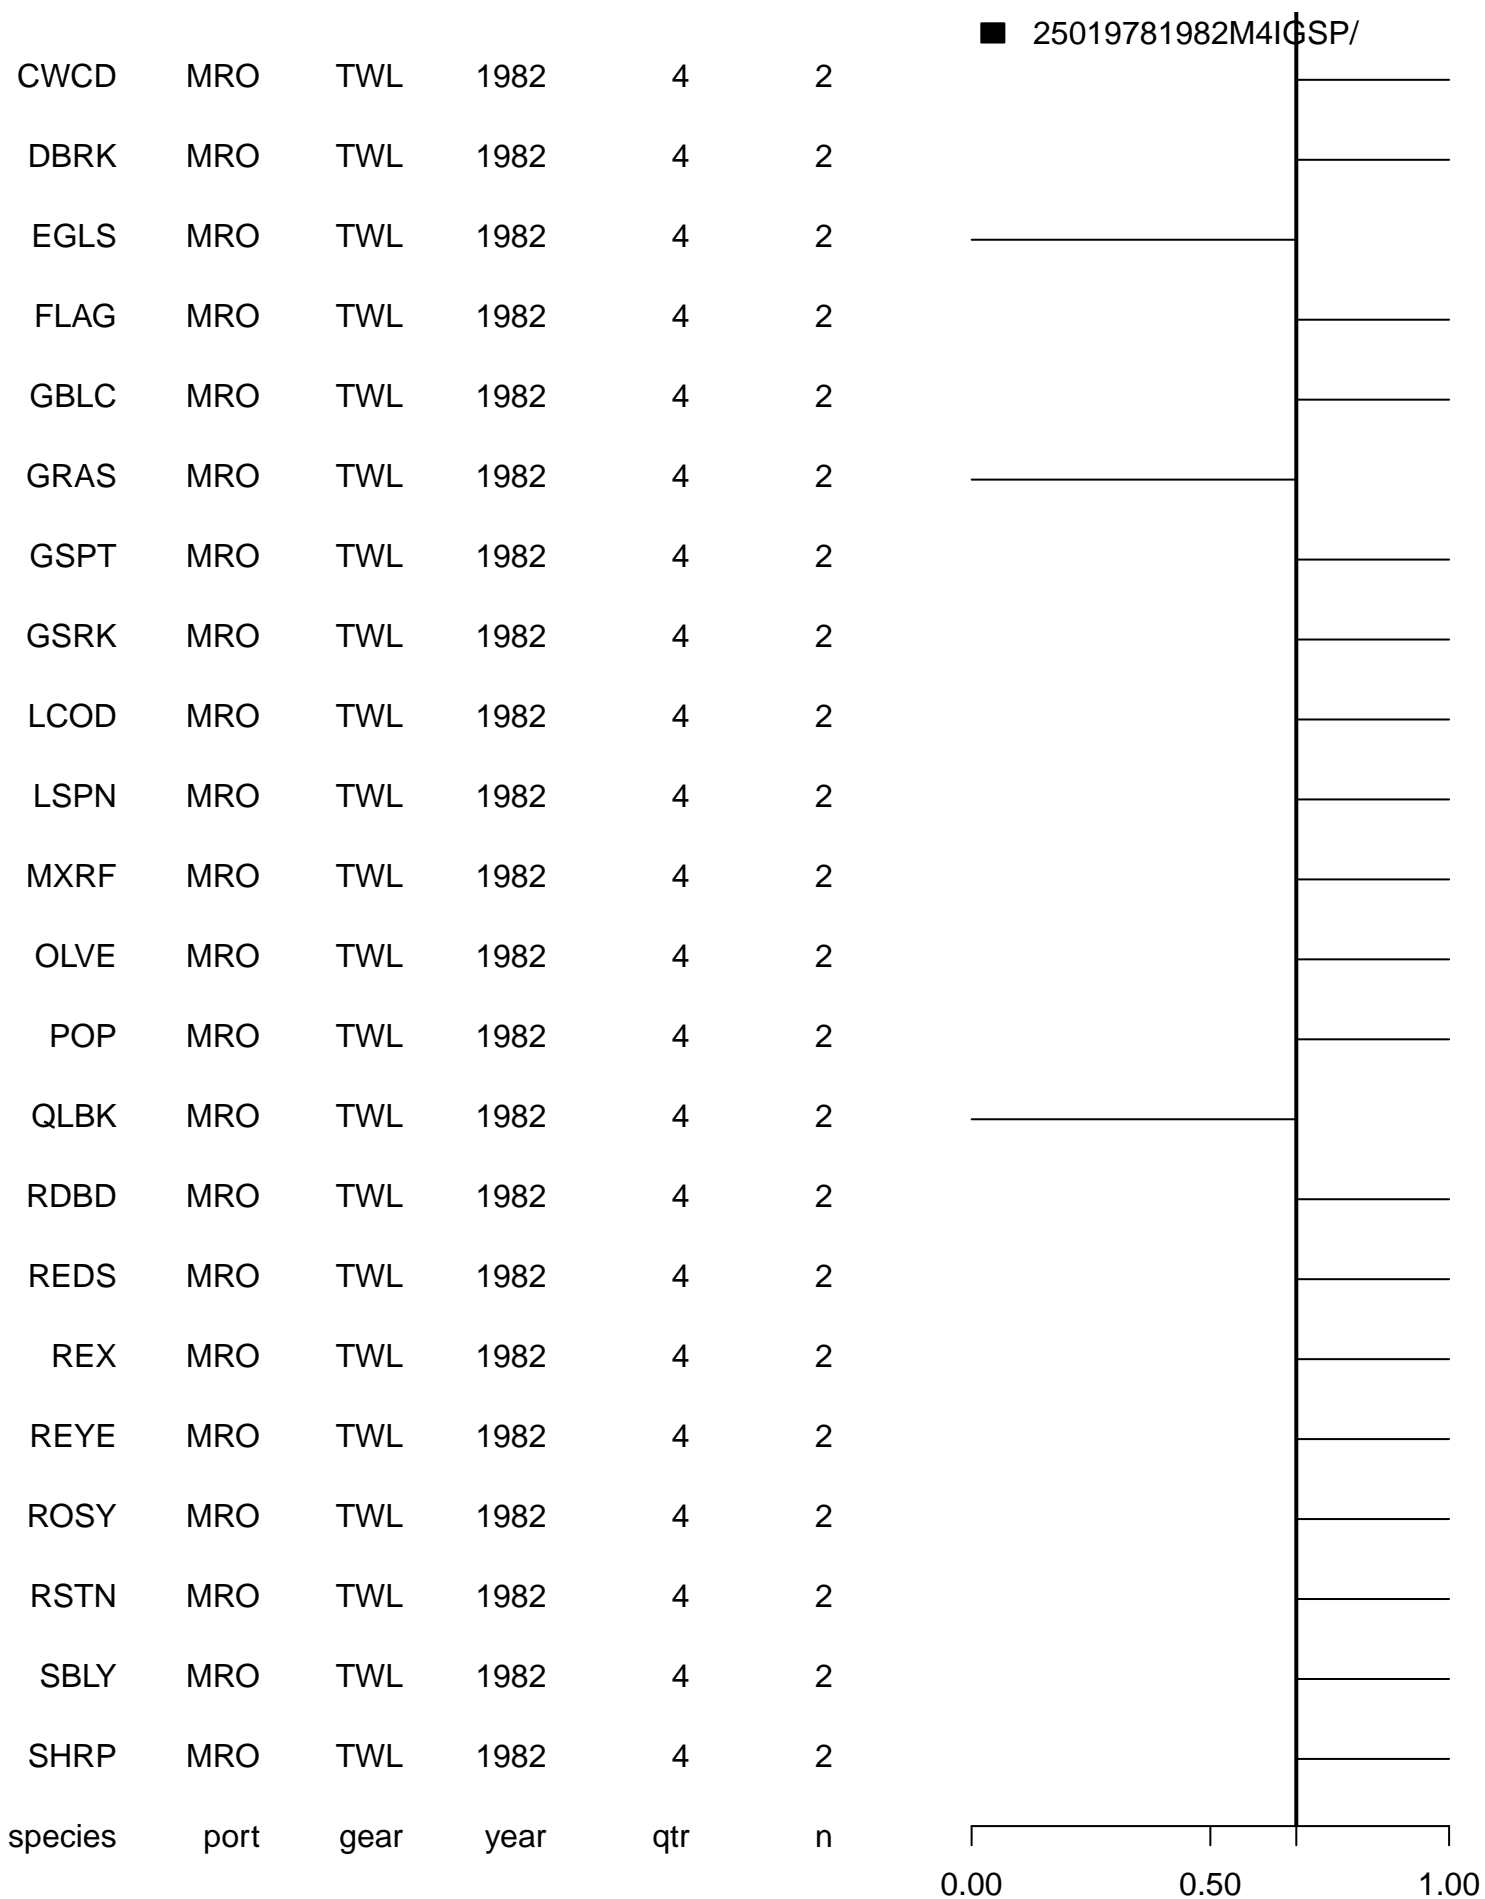 25019781982M4IGSP/
CWCD MRO TWL 1982 4 2
DBRK MRO TWL 1982 4 2
EGLS MRO TWL 1982 4 2
FLAG MRO TWL 1982 4 2
GBLC MRO TWL 1982 4 2
GRAS MRO TWL 1982 4 2
GSPT MRO TWL 1982 4 2
GSRK MRO TWL 1982 4 2
LCOD MRO TWL 1982 4 2
LSPN MRO TWL 1982 4 2
MXRF MRO TWL 1982 4 2
OLVE MRO TWL 1982 4 2
POP MRO TWL 1982 4 2
QLBK MRO TWL 1982 4 2
RDBD MRO TWL 1982 4 2
REDS MRO TWL 1982 4 2
REX MRO TWL 1982 4 2
REYE MRO TWL 1982 4 2
ROSY MRO TWL 1982 4 2
RSTN MRO TWL 1982 4 2
SBLY MRO TWL 1982 4 2
SHRP MRO TWL 1982 4 2
species port gear year qtr n
0.00 0.50 1.00